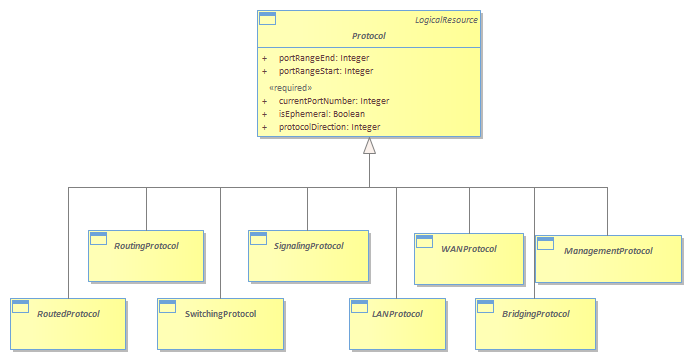 LogicalResource
Protocol
+ portRangeEnd: Integer
+ portRangeStart: Integer
«required»
+ currentPortNumber: Integer
+ isEphemeral: Boolean
+ protocolDirection: Integer
RoutingProtocol
SignalingProtocol
WANProtocol
ManagementProtocol
RoutedProtocol
SwitchingProtocol
LANProtocol
BridgingProtocol